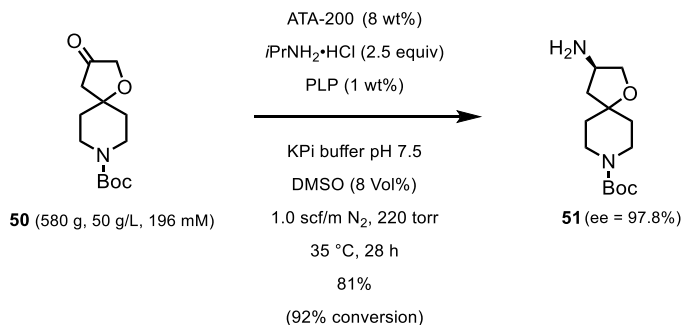 ATA-200 (8 wt%)
iPrNH₂•HCl (2.5 equiv)
PLP (1 wt%)
KPi buffer pH 7.5
DMSO (8 Vol%)
1.0 scf/m N₂, 220 torr
35 °C, 28 h
81%
(92% conversion)
O
O
N
Boc
50 (580 g, 50 g/L, 196 mM)
H₂N
O
N
Boc
51 (ee = 97.8%)